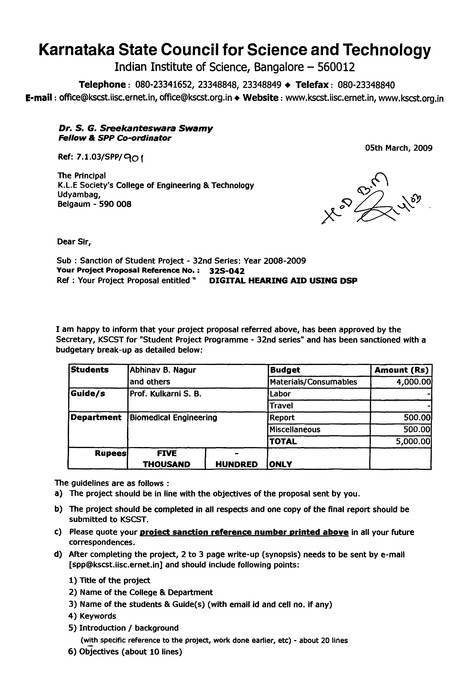 Karnataka State Council for Science and Technology
Indian Institute of Science, Bangalore – 560012
Telephone : 080-23341652, 23348848, 23348849 ◆ Telefax : 080-23348840
E-mail : office@kscst.iisc.ernet.in, office@kscst.org.in ◆ Website : www.kscst.iisc.ernet.in, www.kscst.org.in
Dr. S. G. Sreekanteswara Swamy
Fellow & SPP Co-ordinator
05th March, 2009
Ref: 7.1.03/SPP/901
The Principal
K.L.E Society's College of Engineering & Technology
Udyambag,
Belgaum - 590 008
HOD B.M
Dear Sir,
Sub : Sanction of Student Project - 32nd Series: Year 2008-2009
Your Project Proposal Reference No. : 32S-042
Ref : Your Project Proposal entitled " DIGITAL HEARING AID USING DSP
I am happy to inform that your project proposal referred above, has been approved by the
Secretary, KSCST for "Student Project Programme - 32nd series" and has been sanctioned with a
budgetary break-up as detailed below:
Students Abhinav B. Nagur Budget Amount (Rs)
and others Materials/Consumables 4,000.00
Guide/s Prof. Kulkarni S. B. Labor -
Travel -
Department Biomedical Engineering Report 500.00
Miscellaneous 500.00
TOTAL 5,000.00
Rupees FIVE -
THOUSAND HUNDRED ONLY
The guidelines are as follows :
a) The project should be in line with the objectives of the proposal sent by you.
b) The project should be completed in all respects and one copy of the final report should be
submitted to KSCST.
c) Please quote your project sanction reference number printed above in all your future
correspondences.
d) After completing the project, 2 to 3 page write-up (synopsis) needs to be sent by e-mail
[spp@kscst.iisc.ernet.in] and should include following points:
1) Title of the project
2) Name of the College & Department
3) Name of the students & Guide(s) (with email id and cell no. if any)
4) Keywords
5) Introduction / background
(with specific reference to the project, work done earlier, etc) - about 20 lines
6) Objectives (about 10 lines)